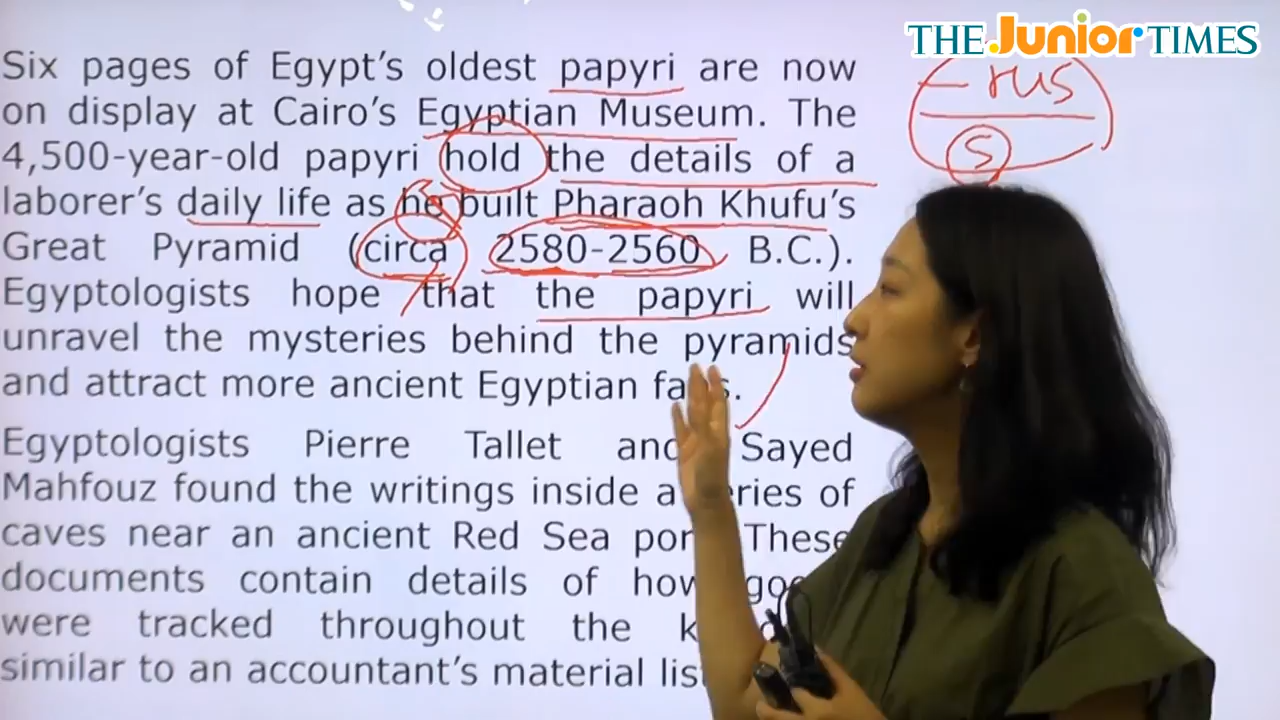 THE Junior TIMES
-rus
S
Six pages of Egypt's oldest papyri are now
on display at Cairo's Egyptian Museum. The
4,500-year-old papyri hold the details of a
laborer's daily life as he built Pharaoh Khufu's
Great Pyramid (circa 2580-2560 B.C.).
Egyptologists hope that the papyri will
unravel the mysteries behind the pyramids
and attract more ancient Egyptian
Egyptologists Pierre Tallet and Sayed
Mahfouz found the writings inside a of
caves near an ancient Red Sea These
documents contain details of
were tracked throughout the
similar to an accountant's material